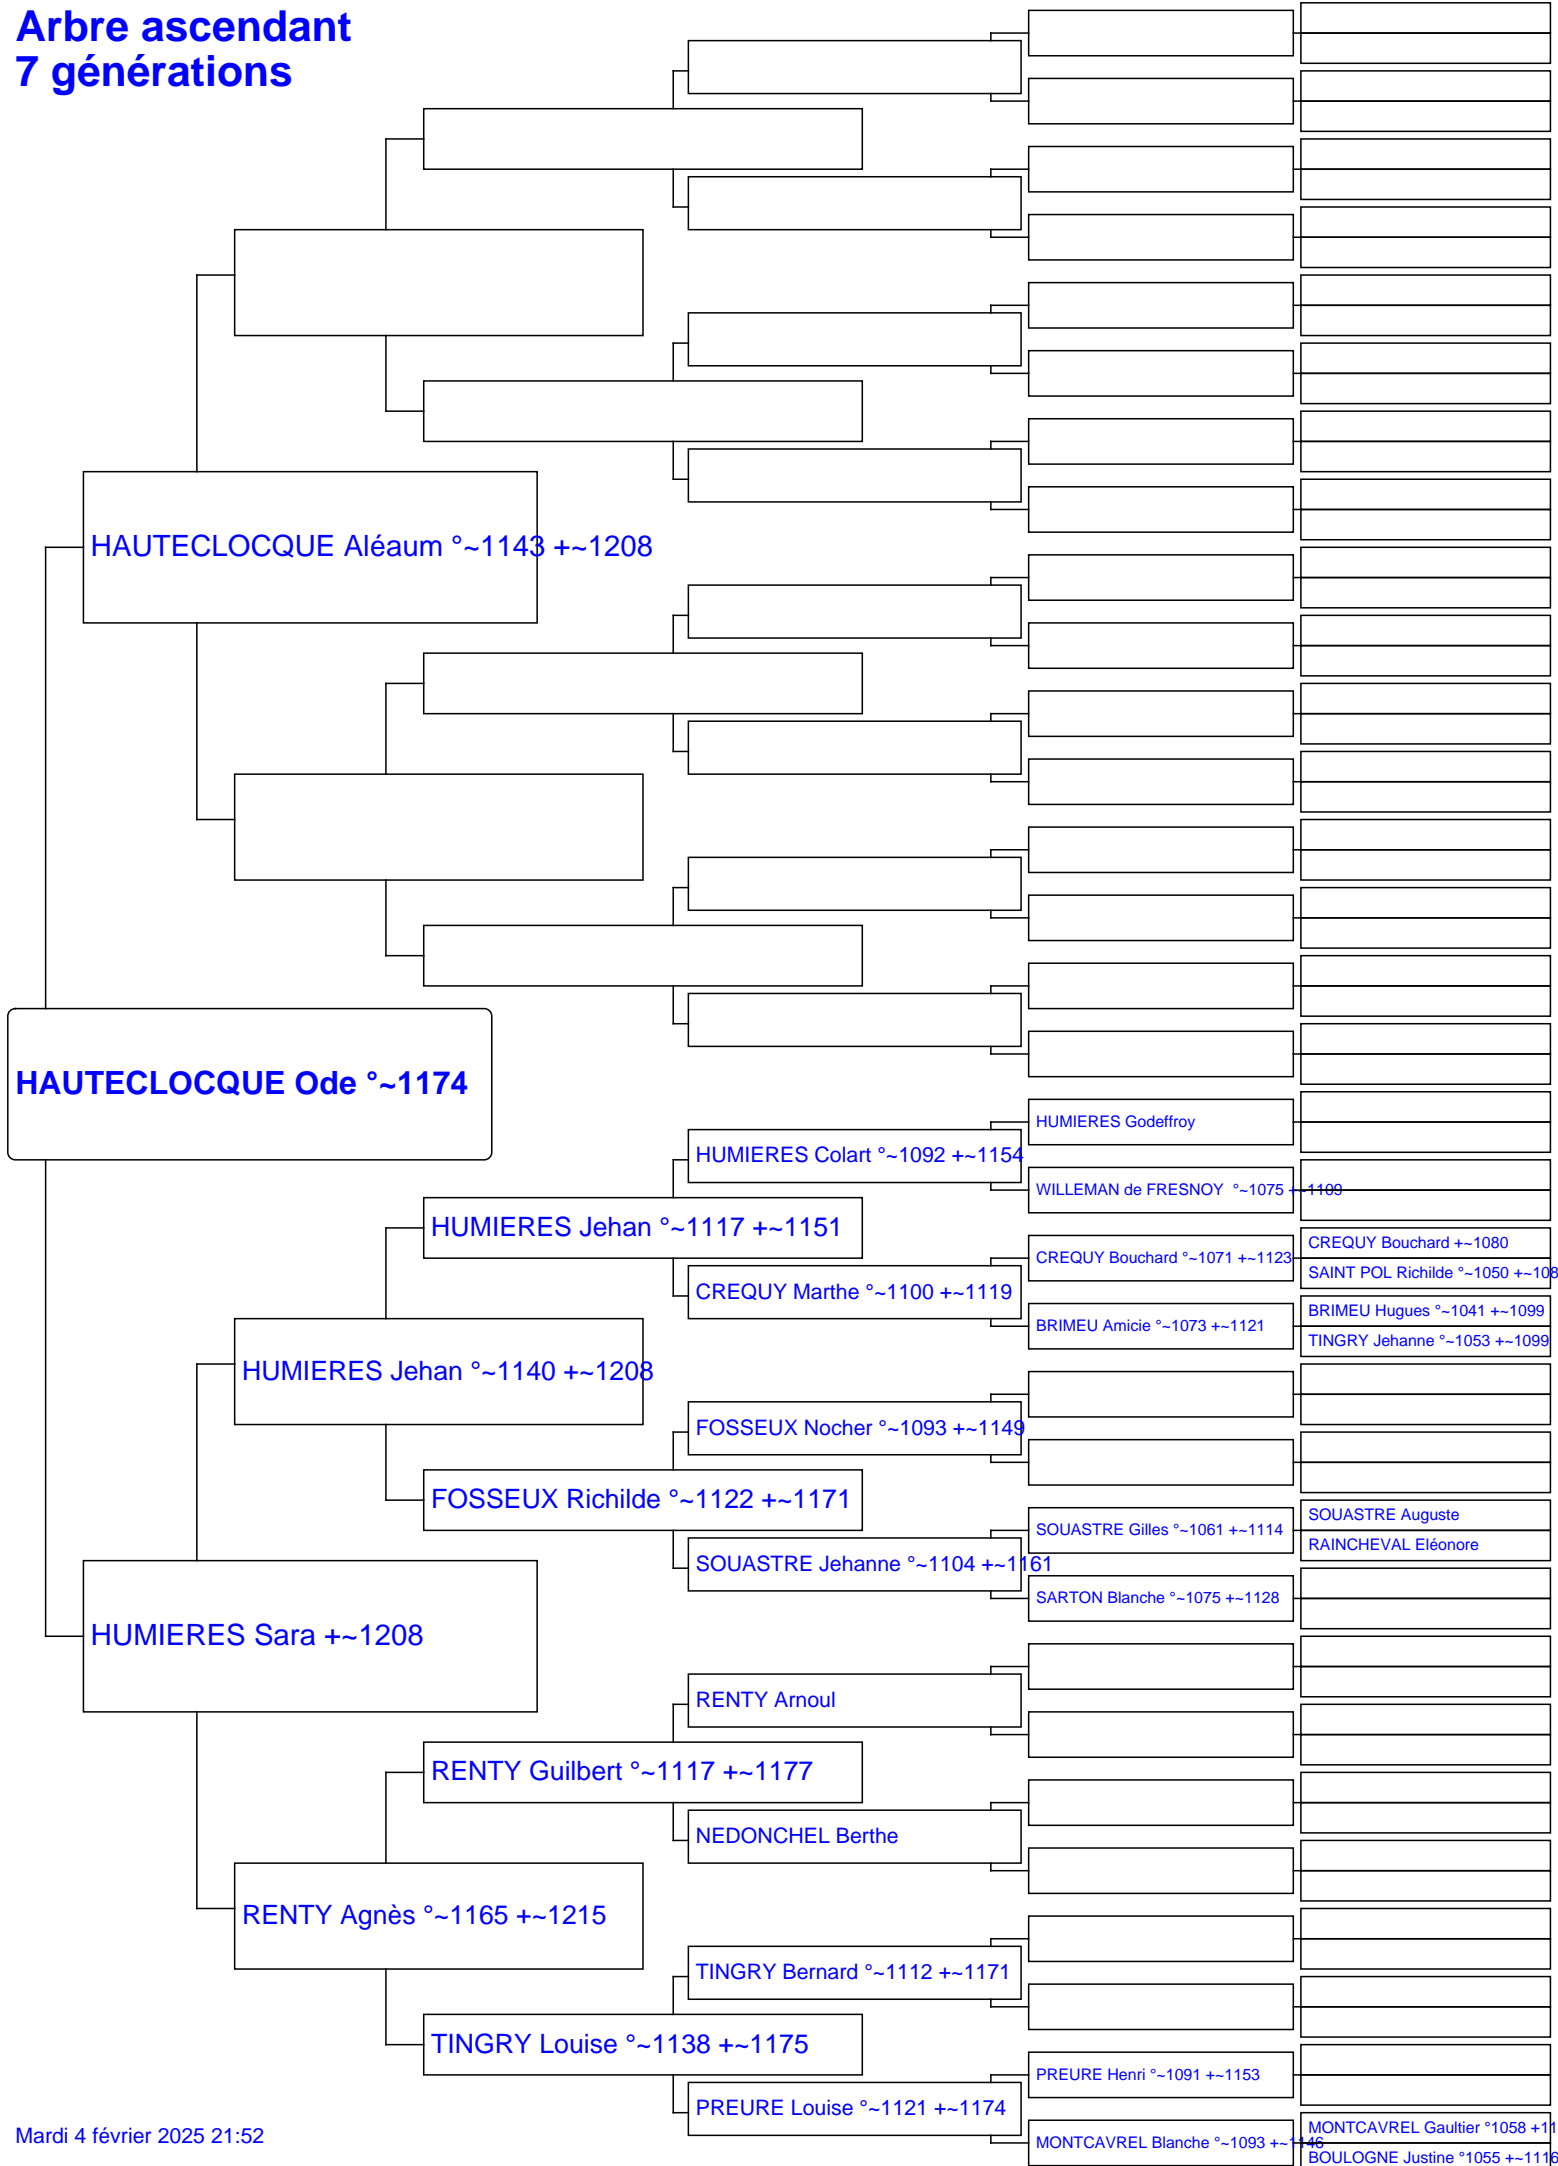 Arbre ascendant
7 générations
HAUTECLOCQUE Aléaum °~1143 +~1208
HAUTECLOCQUE Ode °~1174
HUMIERES Godeffroy
HUMIERES Colart °~1092 +~1154
WILLEMAN de FRESNOY °~1075 +~1109
HUMIERES Jehan °~1117 +~1151
CREQUY Bouchard +~1080
CREQUY Bouchard °~1071 +~1123
SAINT POL Richilde °~1050 +~108
CREQUY Marthe °~1100 +~1119
BRIMEU Hugues °~1041 +~1099
BRIMEU Amicie °~1073 +~1121
TINGRY Jehanne °~1053 +~1099
HUMIERES Jehan °~1140 +~1208
FOSSEUX Nocher °~1093 +~1149
FOSSEUX Richilde °~1122 +~1171
SOUASTRE Auguste
SOUASTRE Gilles °~1061 +~1114
RAINCHEVAL Eléonore
SOUASTRE Jehanne °~1104 +~1161
SARTON Blanche °~1075 +~1128
HUMIERES Sara +~1208
RENTY Arnoul
RENTY Guilbert °~1117 +~1177
NEDONCHEL Berthe
RENTY Agnès °~1165 +~1215
TINGRY Bernard °~1112 +~1171
TINGRY Louise °~1138 +~1175
PREURE Henri °~1091 +~1153
PREURE Louise °~1121 +~1174
MONTCAVREL Gaultier °1058 +11
MONTCAVREL Blanche °~1093 +~1146
BOULOGNE Justine °1055 +~1116
Mardi 4 février 2025 21:52